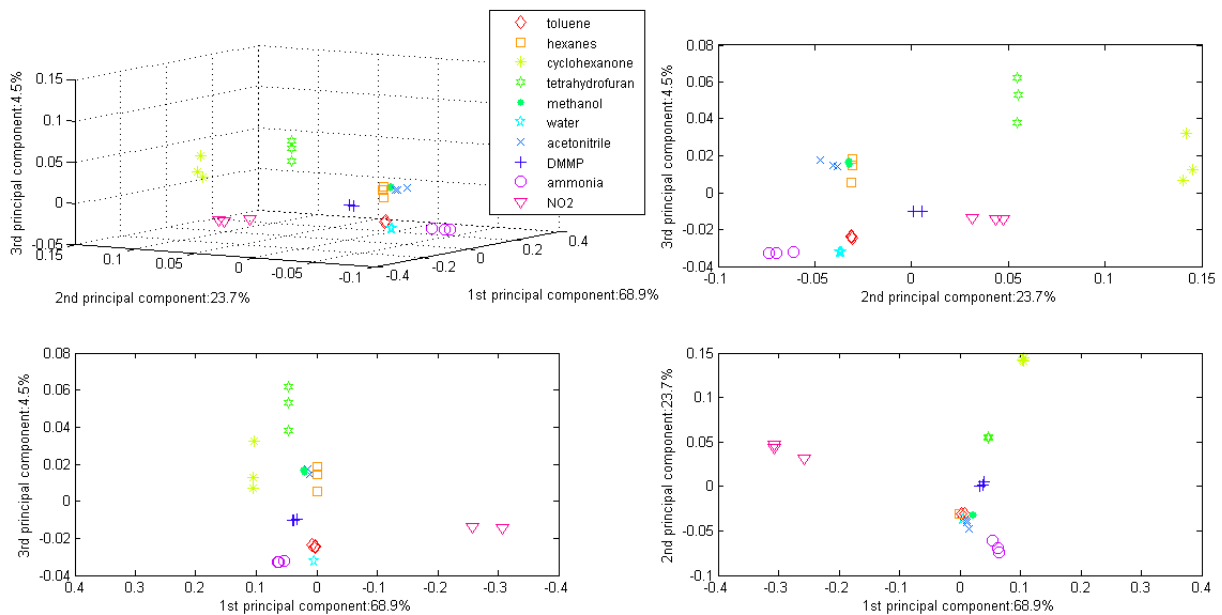 toluene
hexanes
cyclohexanone
tetrahydrofuran
methanol
water
acetonitrile
DMMP
ammonia
NO2
3rd principal component:4.5%
0.15
0.1
0.05
0
-0.05
0.15
0.1
0.05
0
-0.05
-0.1
2nd principal component:23.7%
-0.4
-0.2
0
0.2
0.4
1st principal component:68.9%
3rd principal component:4.5%
0.08
0.06
0.04
0.02
0
-0.02
-0.04
-0.1 -0.05 0 0.05 0.1 0.15
2nd principal component:23.7%
3rd principal component:4.5%
0.08
0.06
0.04
0.02
0
-0.02
-0.04
0.4 0.3 0.2 0.1 0 -0.1 -0.2 -0.3 -0.4
1st principal component:68.9%
2nd principal component:23.7%
0.15
0.1
0.05
0
-0.05
-0.1
-0.4 -0.3 -0.2 -0.1 0 0.1 0.2 0.3 0.4
1st principal component:68.9%